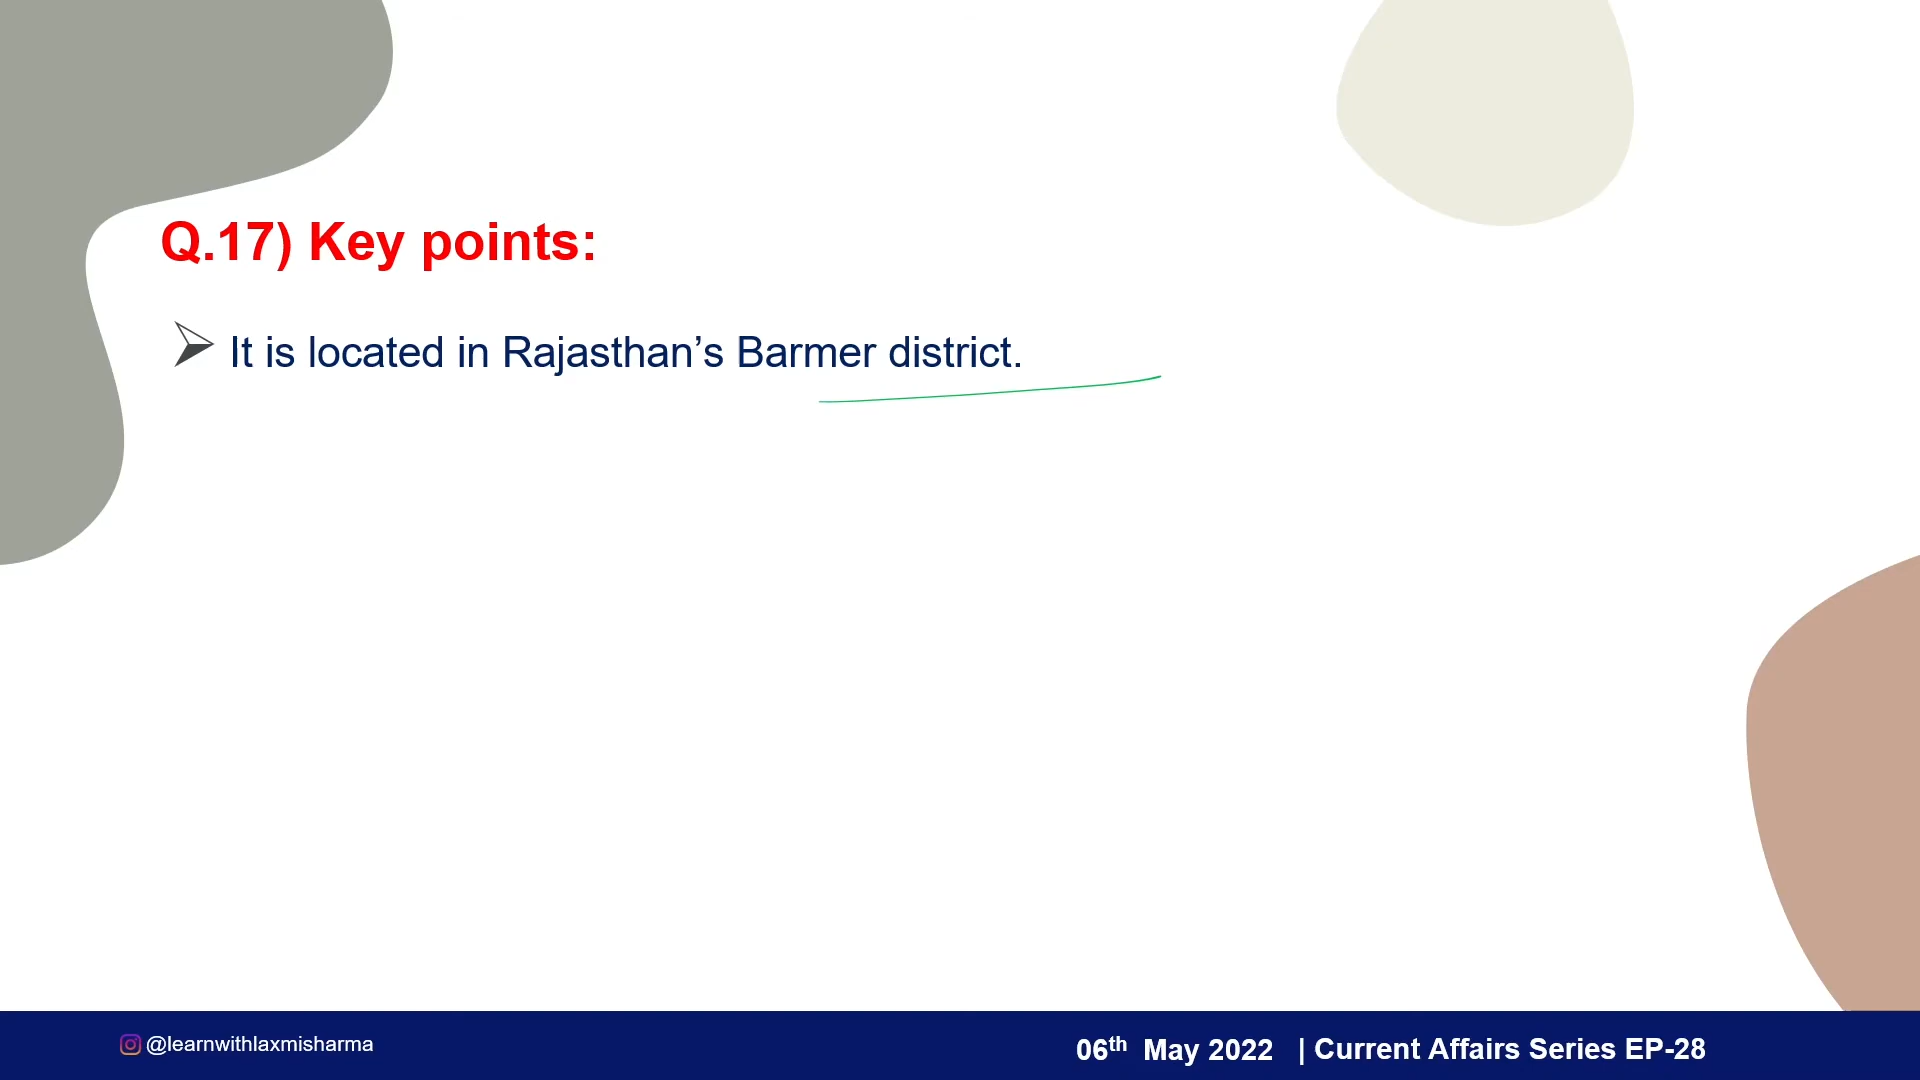 Q.17) Key points:
It is located in Rajasthan’s Barmer district.
@learnwithlaxmisharma
06th May 2022 | Current Affairs Series EP-28